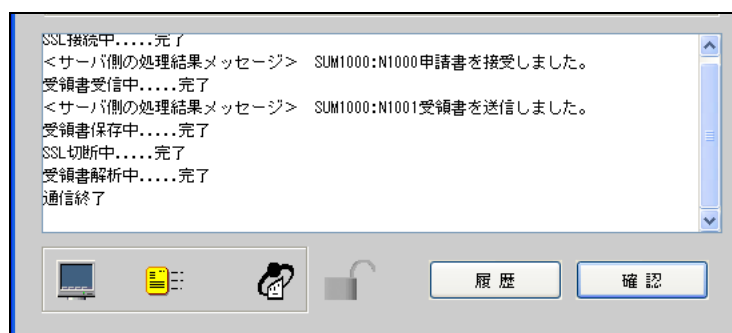 SSL接続中.....完了
＜サーバ側の処理結果メッセージ＞　SUM1000:N1000申請書を接受しました。
受領書受信中.....完了
＜サーバ側の処理結果メッセージ＞　SUM1000:N1001受領書を送信しました。
受領書保存中.....完了
SSL切断中.....完了
受領書解析中.....完了
通信終了
履 歴
確 認